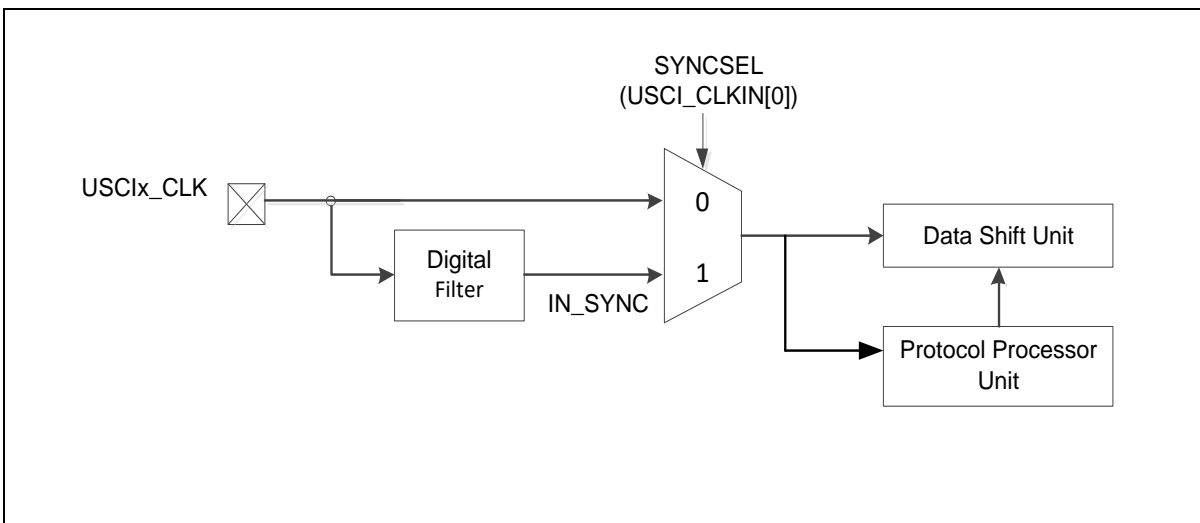 SYNCSEL
(USCI_CLKIN[0])
USCIx_CLK
0
Data Shift Unit
Digital
Filter
1
IN_SYNC
Protocol Processor
Unit